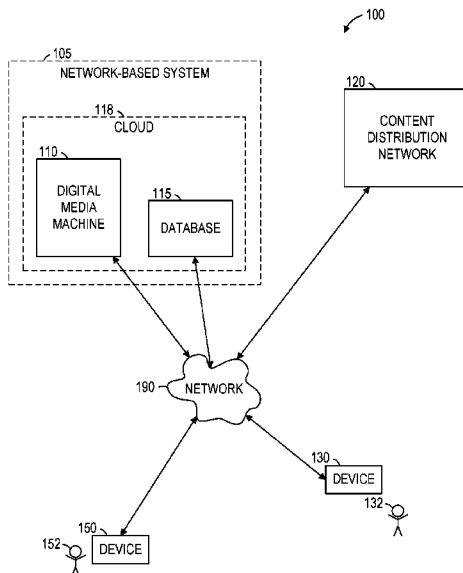 100
105
NETWORK-BASED SYSTEM
118
CLOUD
110
DIGITAL
MEDIA
MACHINE
115
DATABASE
120
CONTENT
DISTRIBUTION
NETWORK
190
NETWORK
130
DEVICE
132
150
DEVICE
152